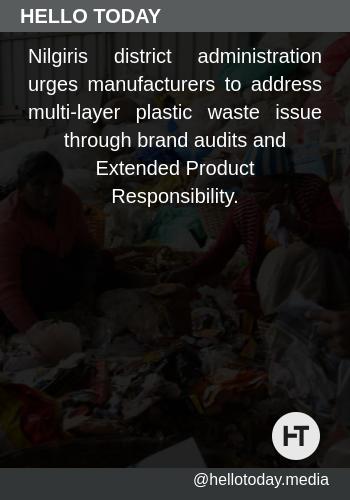 HELLO TODAY
Nilgiris district administration
urges manufacturers to address
multi-layer plastic waste issue
through brand audits and
Extended Product
Responsibility.
HT
@hellotoday.media